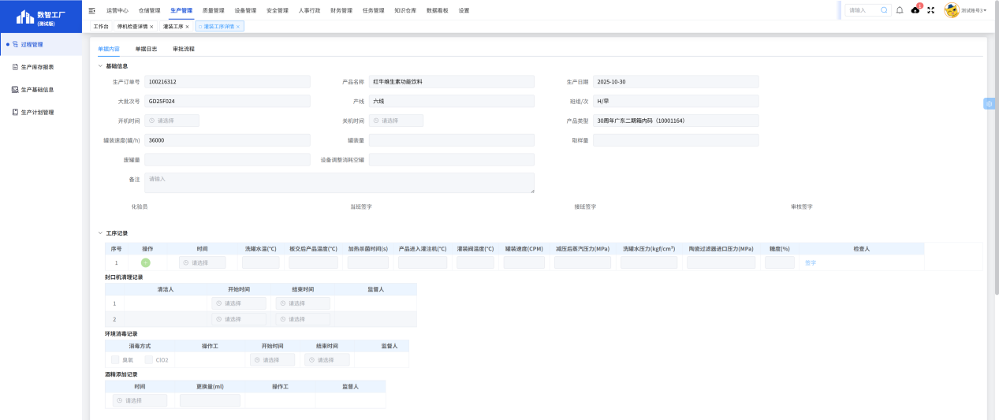 数智工厂
(测试版)
运营中心 仓储管理 生产管理 质量管理 设备管理 安全管理 人事行政 财务管理 任务管理 知识仓库 数据看板 设置
请输入
1
测试账号3
工作台 停机检查详情 × 灌装工序 × 灌装工序详情 ×
过程管理
生产库存报表
生产基础信息
生产计划管理
单据内容 单据日志 审批流程
基础信息
生产订单号 100216312 产品名称 红牛维生素功能饮料 生产日期 2025-10-30
大批次号 GD25F024 产线 六线 班组/次 H/早
开机时间 请选择 关机时间 请选择 产品类型 30周年广东二期箱内码（10001164）
罐装速度(罐/h) 36000 罐装量 取样量
废罐量 设备调整消耗空罐
备注 请输入
化验员 当班签字 接班签字 审核签字
工序记录
序号 操作 时间 洗罐水温(℃) 板交后产品温度(℃) 加热杀菌时间(s) 产品进入灌注机(℃) 灌装阀温度(℃) 罐装速度(CPM) 减压后蒸汽压力(MPa) 洗罐水压力(kgf/cm³) 陶瓷过滤器进口压力(MPa) 糖度(%) 检查人
1 请选择 签字
封口机清理记录
清洁人 开始时间 结束时间 监督人
1 请选择 请选择
2 请选择 请选择
环境消毒记录
消毒方式 操作工 开始时间 结束时间 监督人
臭氧 ClO2 请选择 请选择
酒精添加记录
时间 更换量(ml) 操作工 监督人
请选择